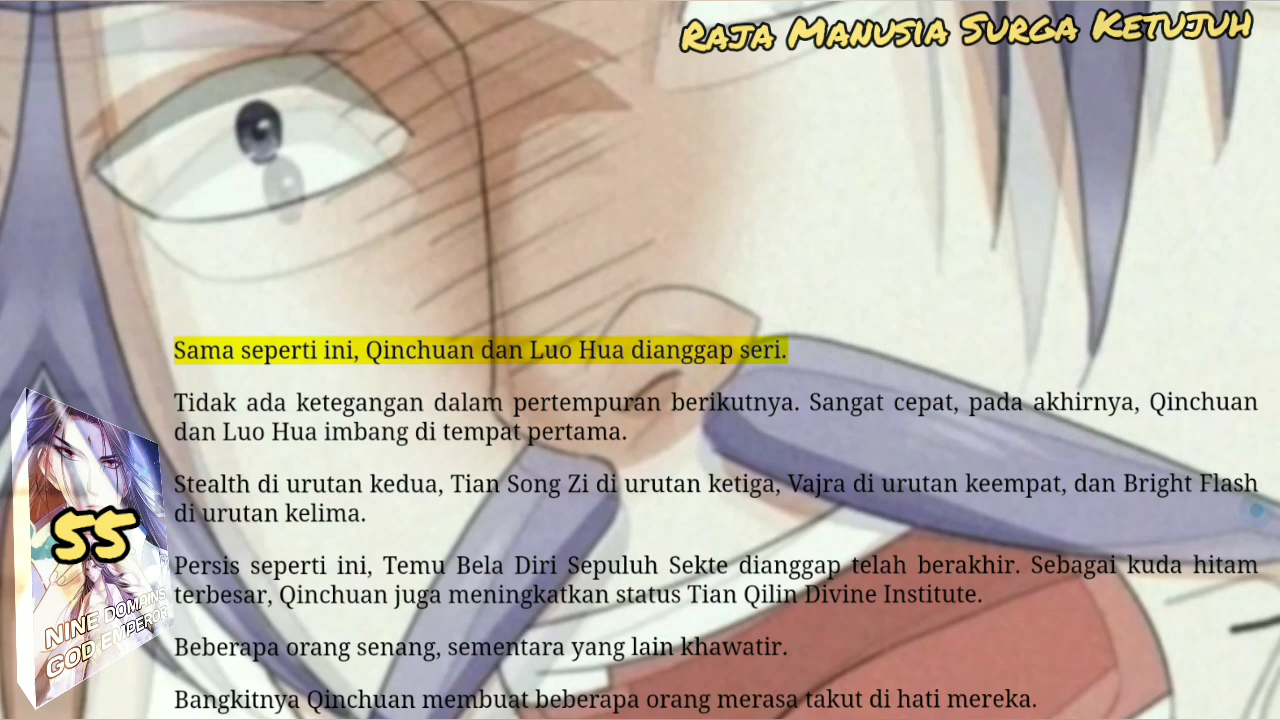 Raja Manusia Surga Ketujuh
Sama seperti ini, Qinchuan dan Luo Hua dianggap seri.
Tidak ada ketegangan dalam pertempuran berikutnya. Sangat cepat, pada akhirnya, Qinchuan
dan Luo Hua imbang di tempat pertama.
Stealth di urutan kedua, Tian Song Zi di urutan ketiga, Vajra di urutan keempat, dan Bright Flash
di urutan kelima.
Persis seperti ini, Temu Bela Diri Sepuluh Sekte dianggap telah berakhir. Sebagai kuda hitam
terbesar, Qinchuan juga meningkatkan status Tian Qilin Divine Institute.
Beberapa orang senang, sementara yang lain khawatir.
Bangkitnya Qinchuan membuat beberapa orang merasa takut di hati mereka.
55
NINE DOMAINS
GOD EMPEROR